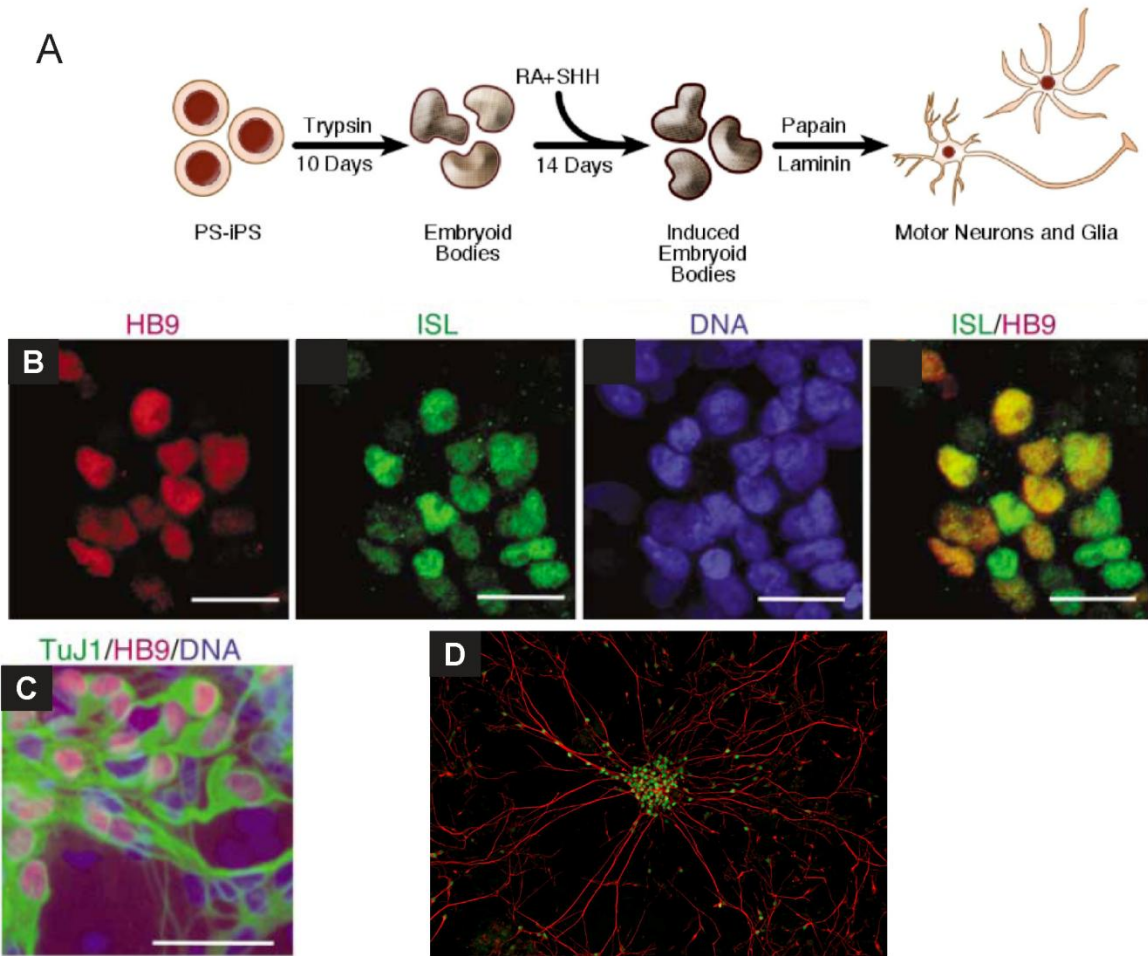 A
RA+SHH
Trypsin
10 Days
14 Days
Papain
Laminin
PS-iPS
Embryoid
Bodies
Induced
Embryoid
Bodies
Motor Neurons and Glia
HB9
ISL
DNA
ISL/HB9
B
TuJ1/HB9/DNA
C
D